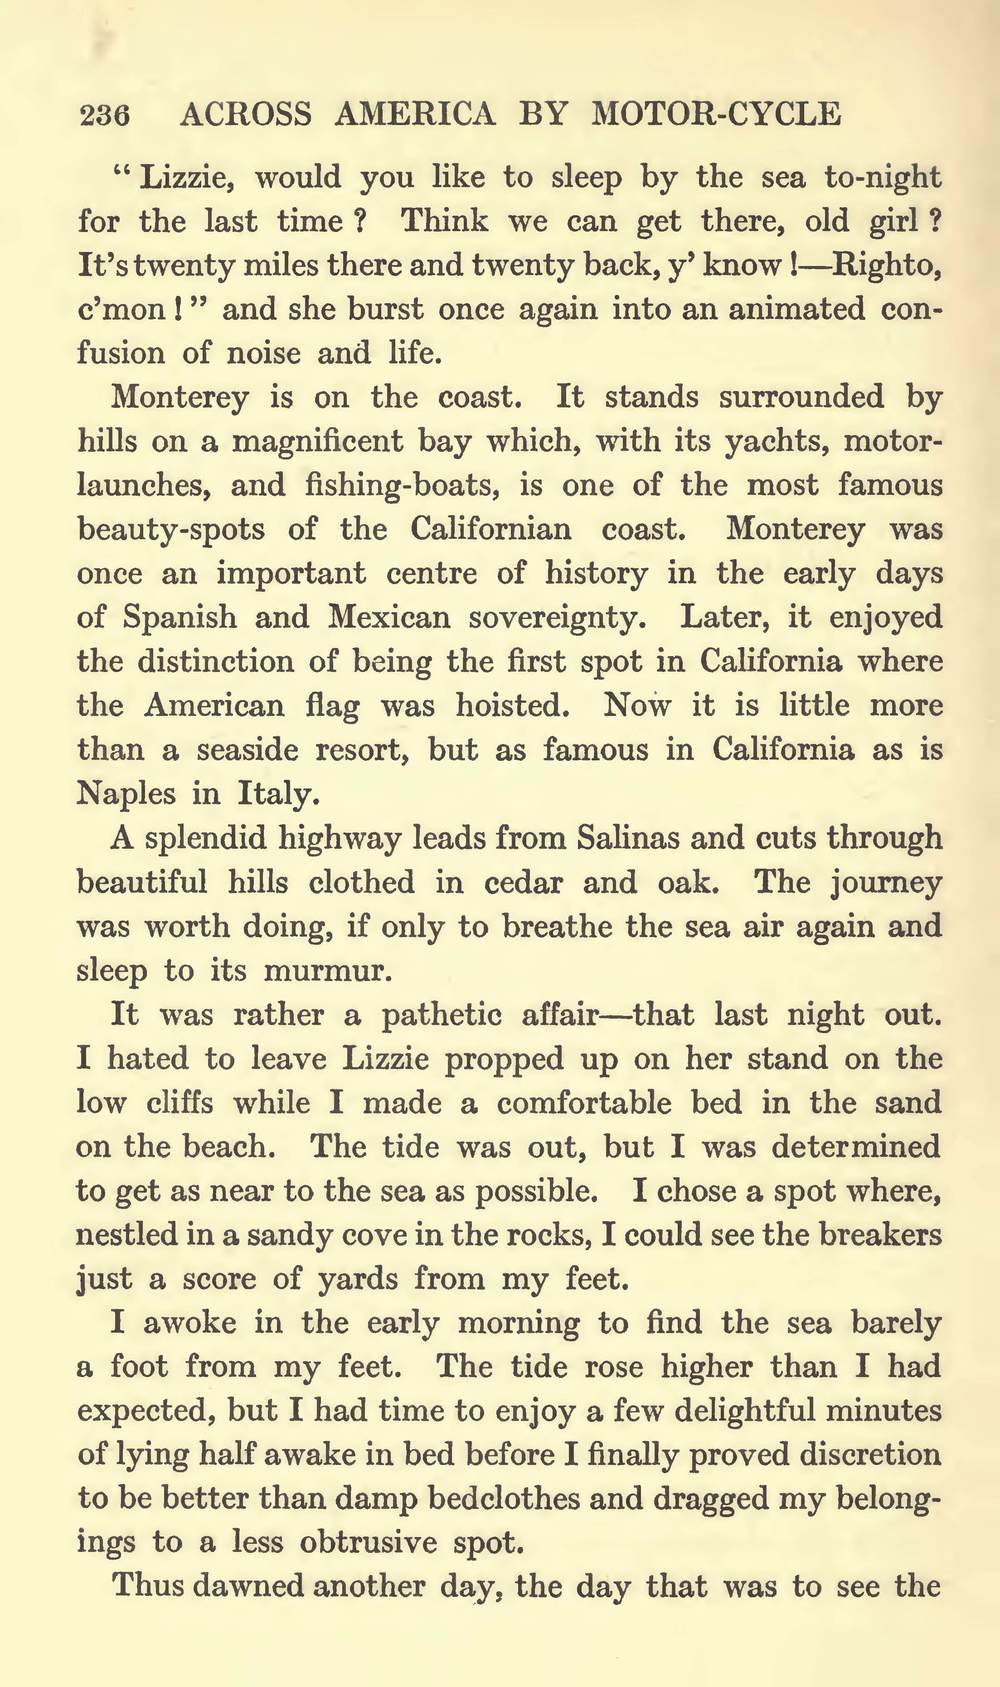 236 ACROSS AMERICA BY MOTOR-CYCLE
“ Lizzie, would you like to sleep by the sea to-night
for the last time ? Think we can get there, old girl ?
It’s twenty miles there and twenty back, y’ know !—Righto,
c’mon ! ” and she burst once again into an animated con-
fusion of noise and life.
Monterey is on the coast. It stands surrounded by
hills on a magnificent bay which, with its yachts, motor-
launches, and fishing-boats, is one of the most famous
beauty-spots of the Californian coast. Monterey was
once an important centre of history in the early days
of Spanish and Mexican sovereignty. Later, it enjoyed
the distinction of being the first spot in California where
the American flag was hoisted. Now it is little more
than a seaside resort, but as famous in California as is
Naples in Italy.
A splendid highway leads from Salinas and cuts through
beautiful hills clothed in cedar and oak. The journey
was worth doing, if only to breathe the sea air again and
sleep to its murmur.
It was rather a pathetic affair—that last night out.
I hated to leave Lizzie propped up on her stand on the
low cliffs while I made a comfortable bed in the sand
on the beach. The tide was out, but I was determined
to get as near to the sea as possible. I chose a spot where,
nestled in a sandy cove in the rocks, I could see the breakers
just a score of yards from my feet.
I awoke in the early morning to find the sea barely
a foot from my feet. The tide rose higher than I had
expected, but I had time to enjoy a few delightful minutes
of lying half awake in bed before I finally proved discretion
to be better than damp bedclothes and dragged my belong-
ings to a less obtrusive spot.
Thus dawned another day, the day that was to see the